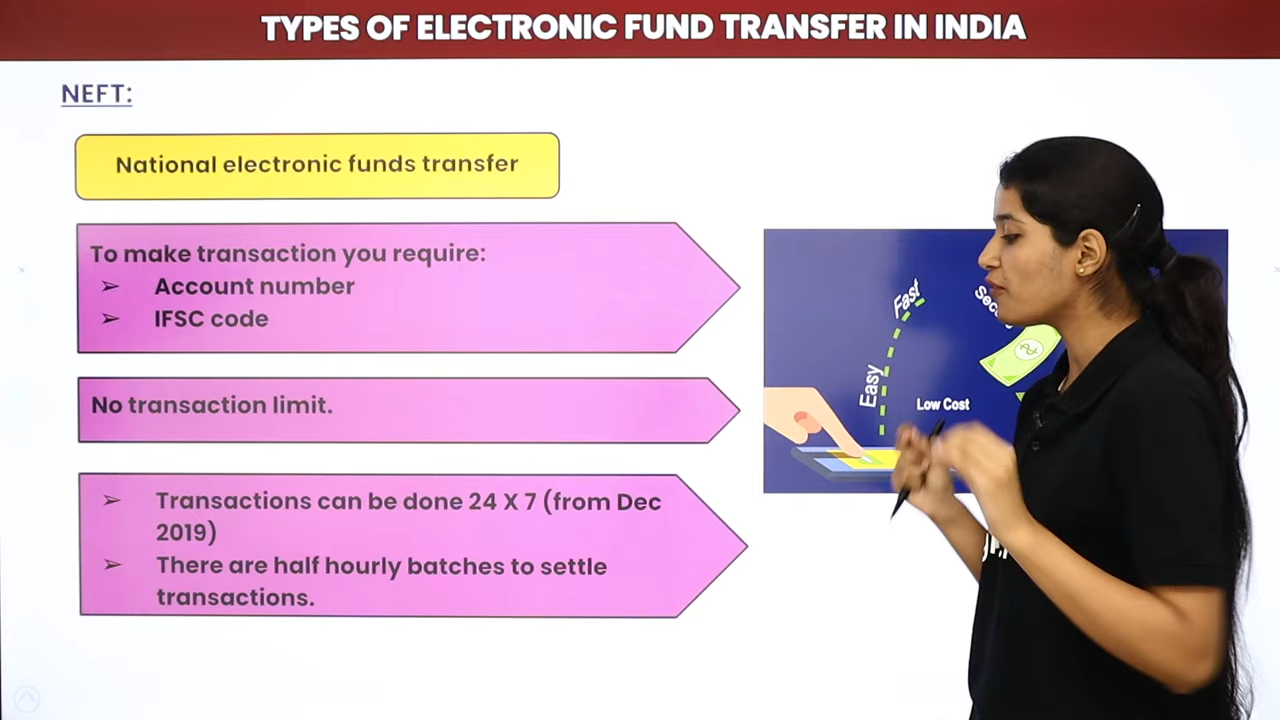 TYPES OF ELECTRONIC FUND TRANSFER IN INDIA
NEFT:
National electronic funds transfer
To make transaction you require:
➢ Account number
➢ IFSC code
No transaction limit.
➢ Transactions can be done 24 X 7 (from Dec
2019)
➢ There are half hourly batches to settle
transactions.
Easy
Fast
Low Cost